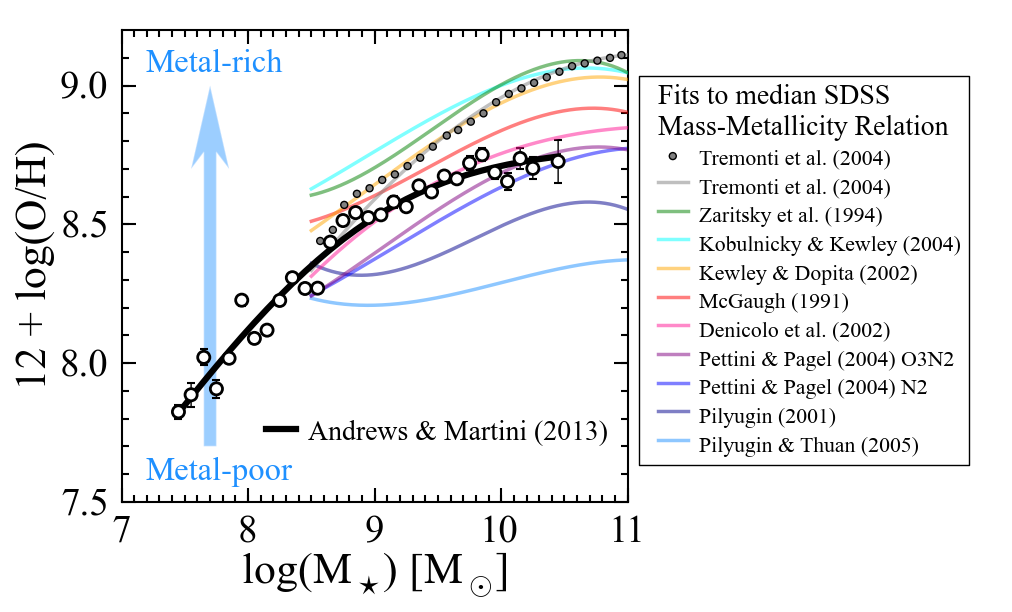 Metal-rich
Metal-poor
Andrews & Martini (2013)
9.0
8.5
8.0
7.5
12 + log(O/H)
7 8 9 10 11
log(M⋆) [M☉]
Fits to median SDSS
Mass-Metallicity Relation
Tremonti et al. (2004)
Tremonti et al. (2004)
Zaritsky et al. (1994)
Kobulnicky & Kewley (2004)
Kewley & Dopita (2002)
McGaugh (1991)
Denicolo et al. (2002)
Pettini & Pagel (2004) O3N2
Pettini & Pagel (2004) N2
Pilyugin (2001)
Pilyugin & Thuan (2005)